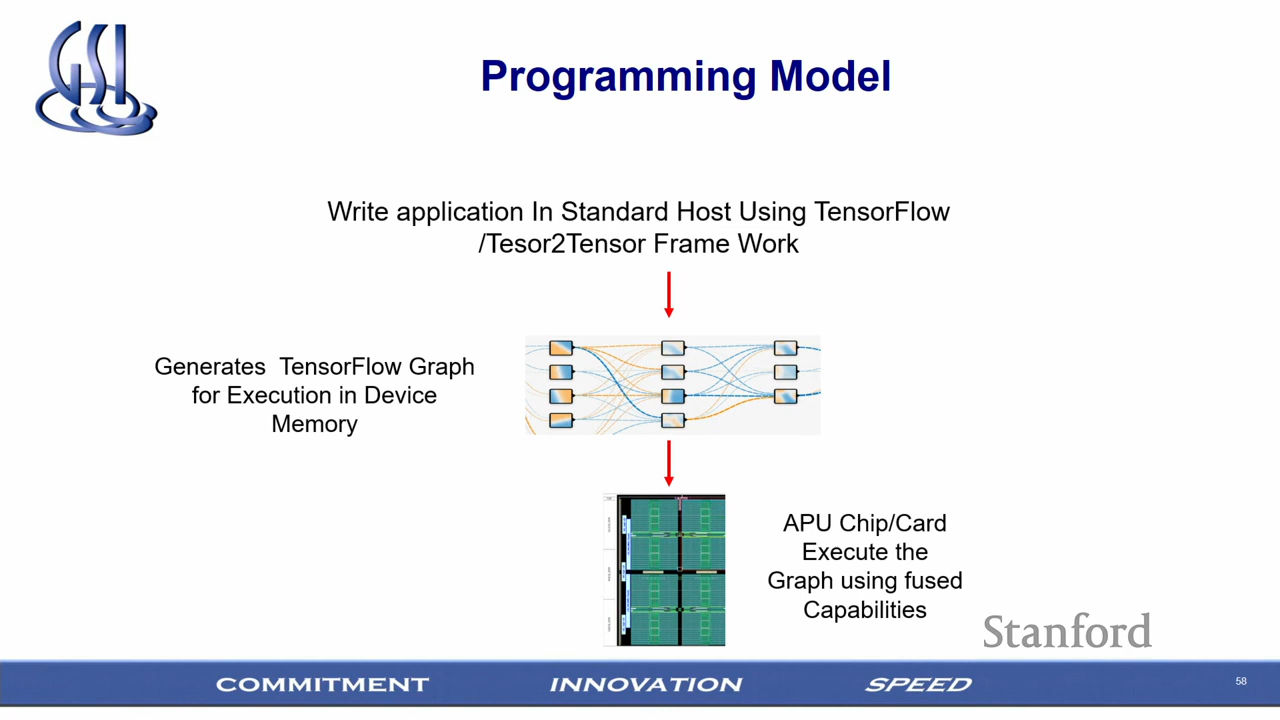 GSI
Programming Model
Write application In Standard Host Using TensorFlow
/Tesor2Tensor Frame Work
Generates TensorFlow Graph
for Execution in Device
Memory
APU Chip/Card
Execute the
Graph using fused
Capabilities
Stanford
COMMITMENT INNOVATION SPEED
58